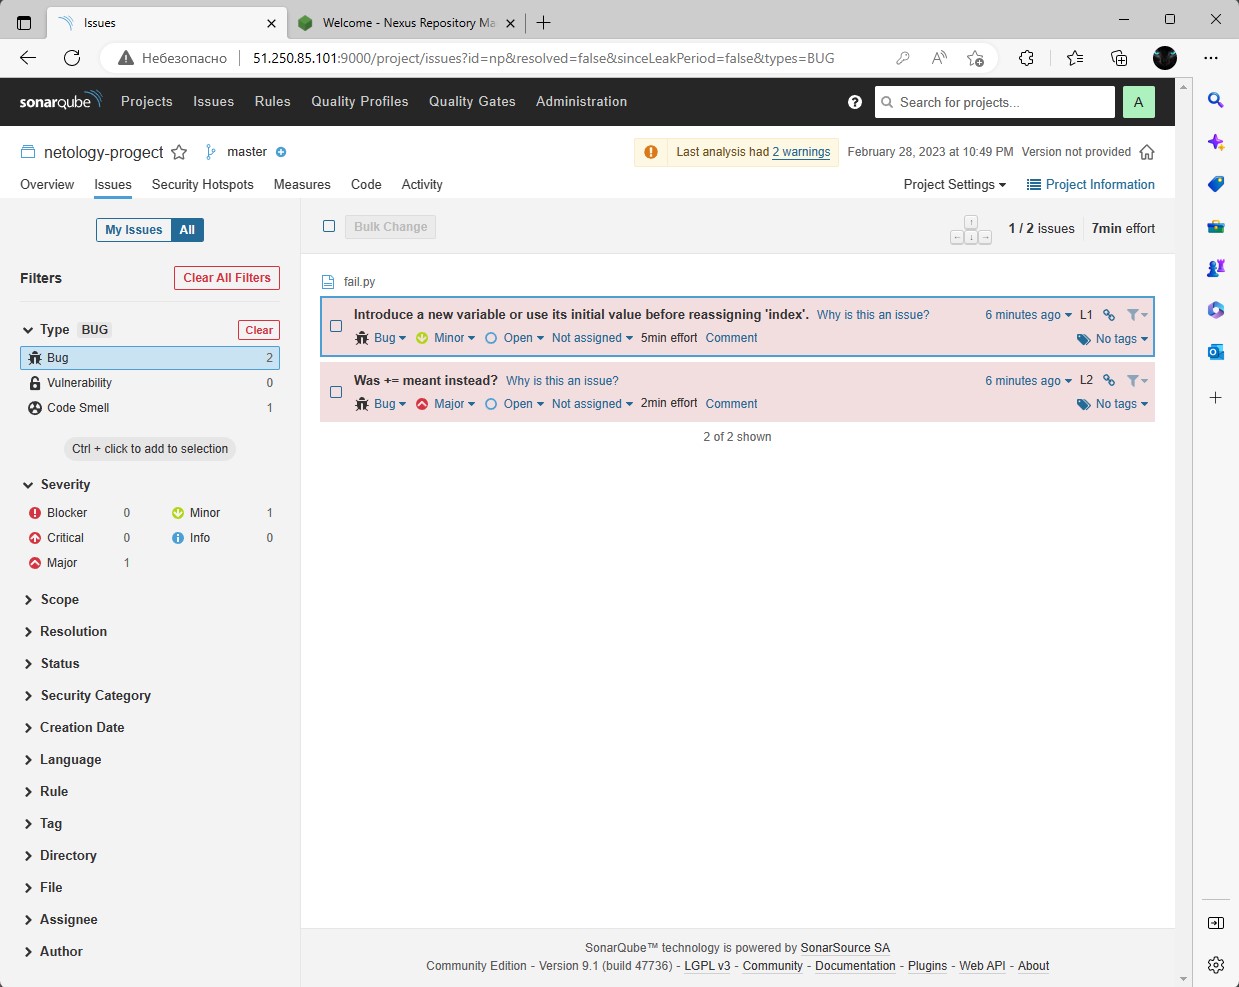 Issues
Welcome - Nexus Repository Ma
Небезопасно
51.250.85.101:9000/project/issues?id=np&resolved=false&sinceLeakPeriod=false&types=BUG
sonarqube Projects Issues Rules Quality Profiles Quality Gates Administration
Search for projects...
A
netology-progect master
Last analysis had 2 warnings February 28, 2023 at 10:49 PM Version not provided
Overview Issues Security Hotspots Measures Code Activity
Project Settings Project Information
My Issues All
Bulk Change
1 / 2 issues 7min effort
Filters Clear All Filters
Type BUG Clear
Bug 2
Vulnerability 0
Code Smell 1
Ctrl + click to add to selection
Severity
Blocker 0 Minor 1
Critical 0 Info 0
Major 1
Scope
Resolution
Status
Security Category
Creation Date
Language
Rule
Tag
Directory
File
Assignee
Author
fail.py
Introduce a new variable or use its initial value before reassigning 'index'. Why is this an issue? 6 minutes ago L1
Bug Minor Open Not assigned 5min effort Comment No tags
Was += meant instead? Why is this an issue? 6 minutes ago L2
Bug Major Open Not assigned 2min effort Comment No tags
2 of 2 shown
SonarQube™ technology is powered by SonarSource SA
Community Edition - Version 9.1 (build 47736) - LGPL v3 - Community - Documentation - Plugins - Web API - About